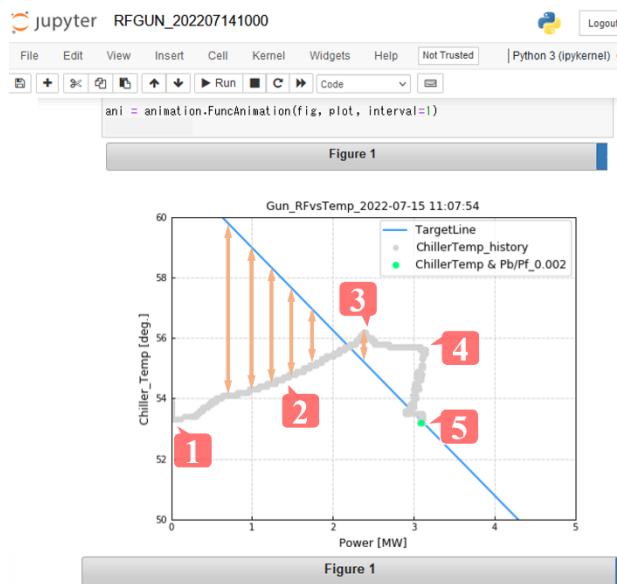 jupyter RFGUN_202207141000
Logout
File Edit View Insert Cell Kernel Widgets Help Not Trusted Python 3 (ipykernel)
Run Code
ani = animation.FuncAnimation(fig, plot, interval=1)
Figure 1
Gun_RFvsTemp_2022-07-15 11:07:54
TargetLine
ChillerTemp_history
ChillerTemp & Pb/Pf_0.002
60
58
56
54
52
50
Chiller_Temp [deg.]
1
2
3
4
5
0 1 2 3 4 5
Power [MW]
Figure 1